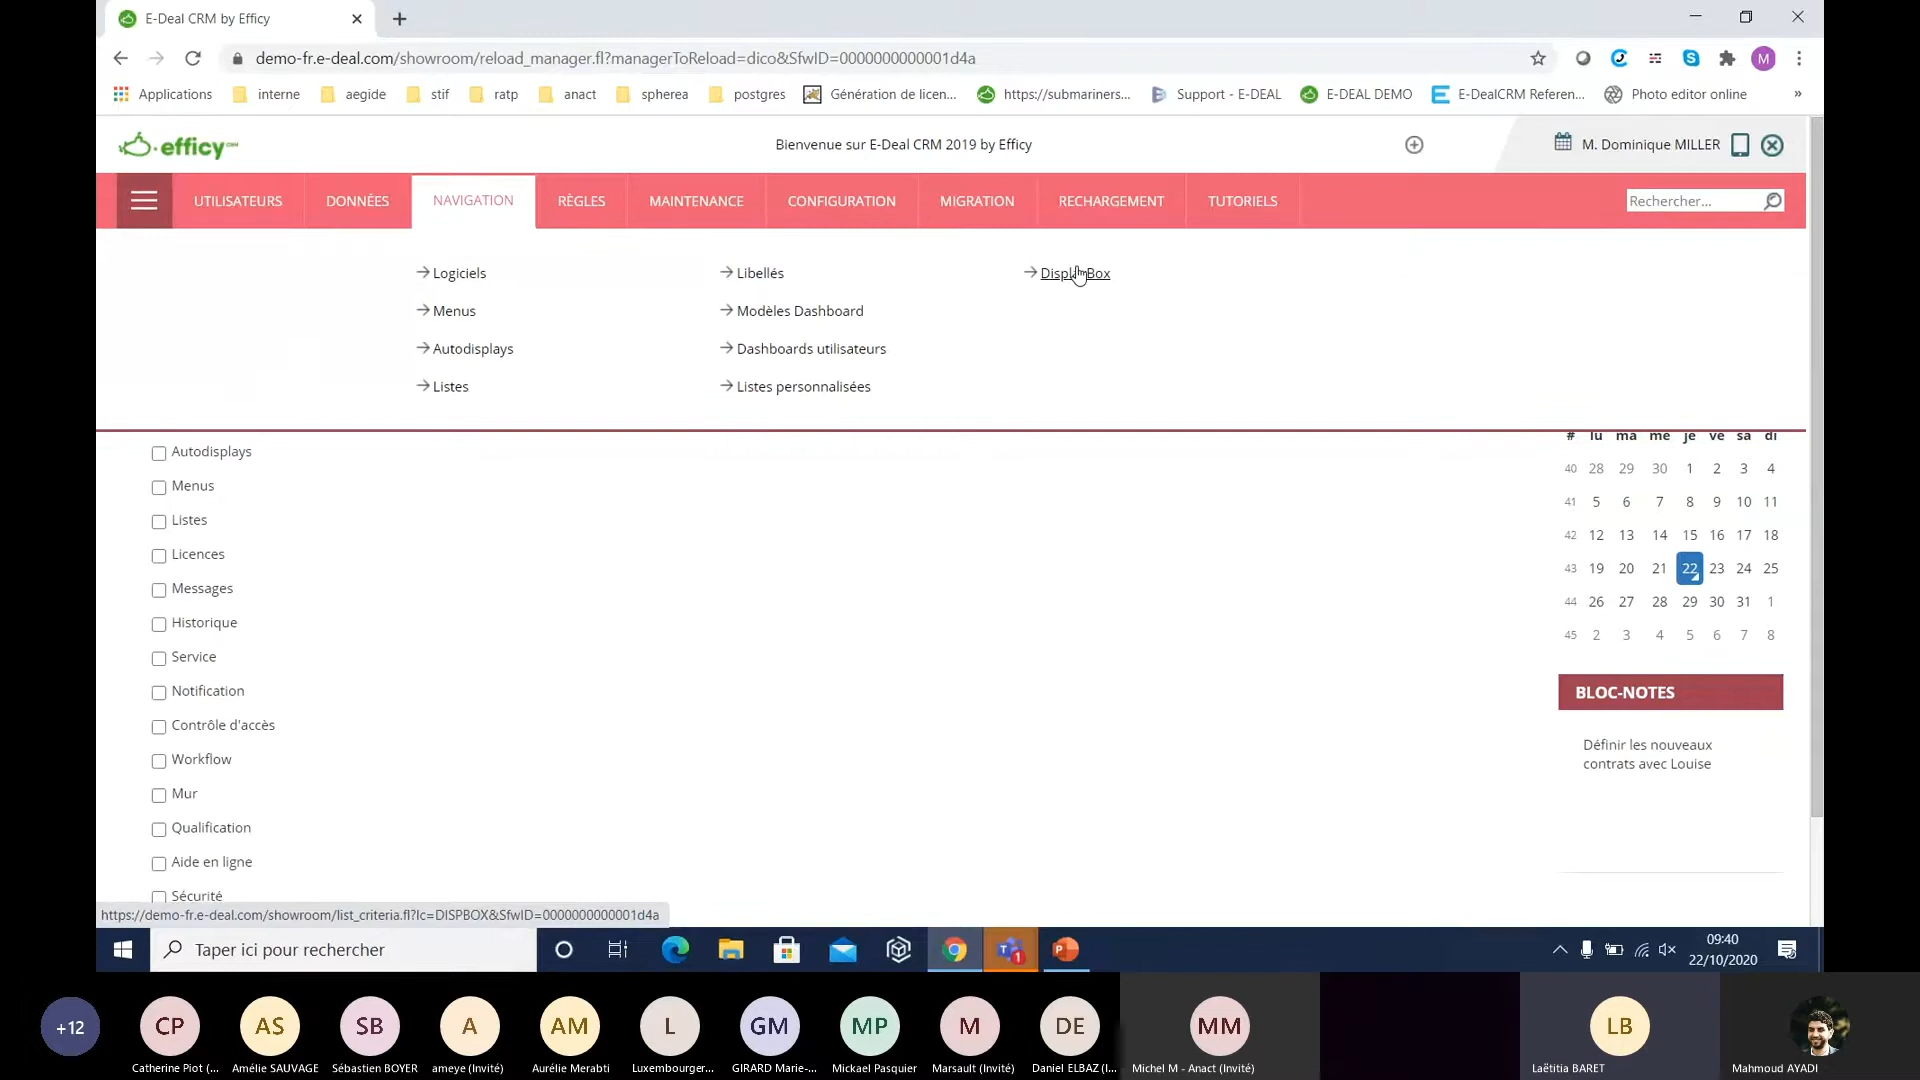 E-Deal CRM by Efficy
demo-fr.e-deal.com/showroom/reload_manager.fl?managerToReload=dico&SfwID=0000000000001d4a
M
Applications interne aegide stif ratp anact spherea postgres Génération de licen... https://submariners... Support - E-DEAL E-DEAL DEMO E-DealCRM Referen... Photo editor online »
efficy CRM
Bienvenue sur E-Deal CRM 2019 by Efficy
M. Dominique MILLER
UTILISATEURS DONNÉES NAVIGATION RÈGLES MAINTENANCE CONFIGURATION MIGRATION RECHARGEMENT TUTORIELS
Rechercher...
Logiciels
Menus
Autodisplays
Listes
Libellés
Modèles Dashboard
Dashboards utilisateurs
Listes personnalisées
Autodisplays
Menus
Listes
Licences
Messages
Historique
Service
Notification
Contrôle d'accès
Workflow
Mur
Qualification
Aide en ligne
Sécurité
# lu ma me je ve sa di
40 28 29 30 1 2 3 4
41 5 6 7 8 9 10 11
42 12 13 14 15 16 17 18
43 19 20 21 22 23 24 25
44 26 27 28 29 30 31 1
45 2 3 4 5 6 7 8
BLOC-NOTES
Définir les nouveaux
contrats avec Louise
https://demo-fr.e-deal.com/showroom/list_criteria.fl?lc=DISPBOX&SfwID=0000000000001d4a
Taper ici pour rechercher
1
09:40
22/10/2020
+12 CP AS SB A AM L GM MP M DE MM LB
Catherine Piot (... Amélie SAUVAGE Sébastien BOYER ameye (Invité) Aurélie Merabti Luxembourger... GIRARD Marie-... Mickael Pasquier Marsault (Invité) Daniel ELBAZ (I... Michel M - Anact (Invité) Laëtitia BARET Mahmoud AYADI